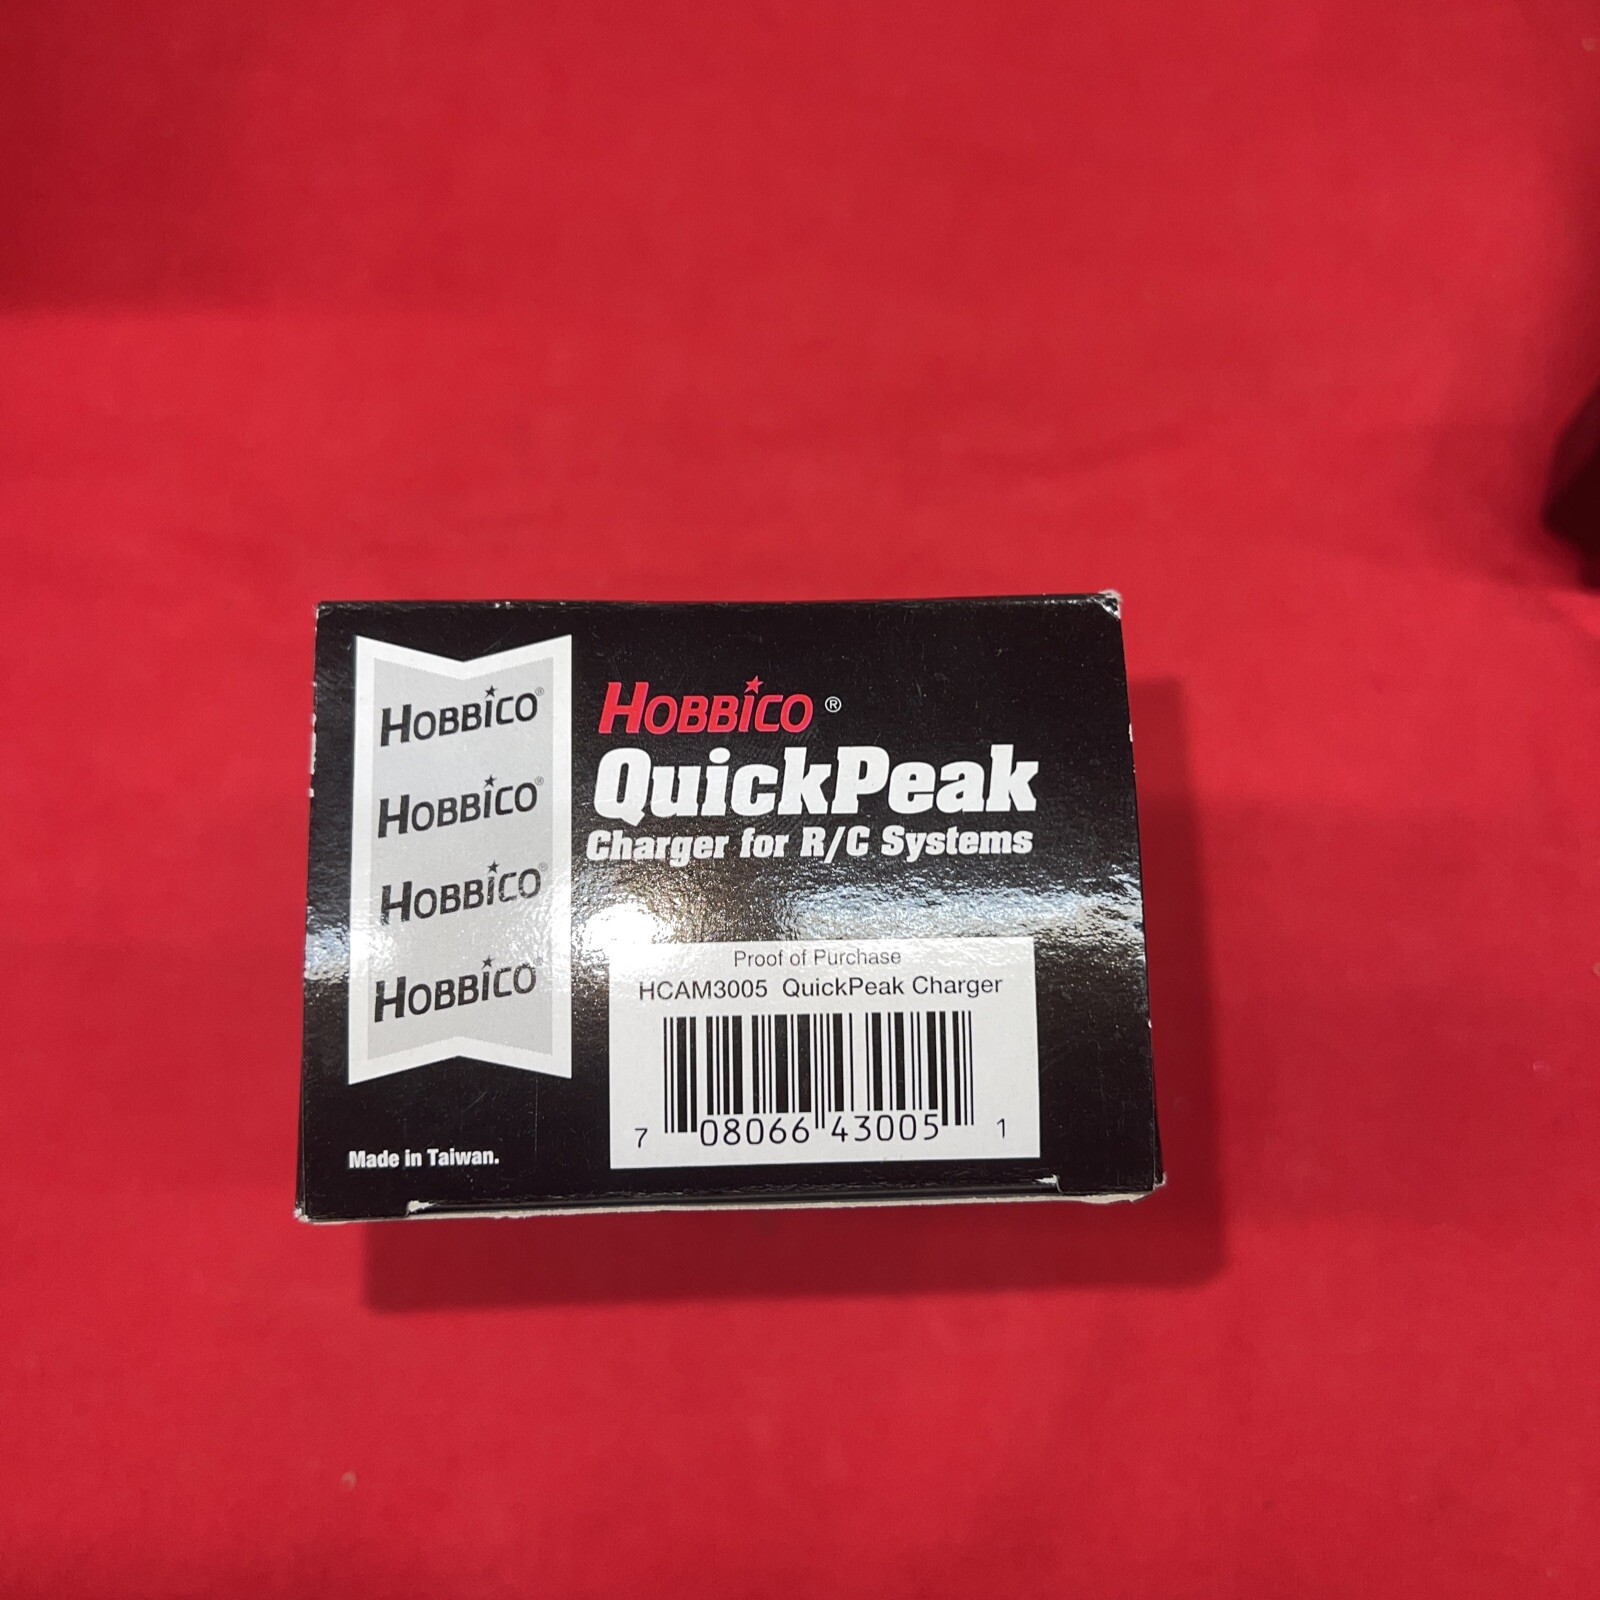 HOBBICO®
HOBBICO®
HOBBICO®
HOBBICO®
HOBBICO®
QuickPeak
Charger for R/C Systems
Proof of Purchase
HCAM3005 QuickPeak Charger
7 08066 43005 1
Made in Taiwan.